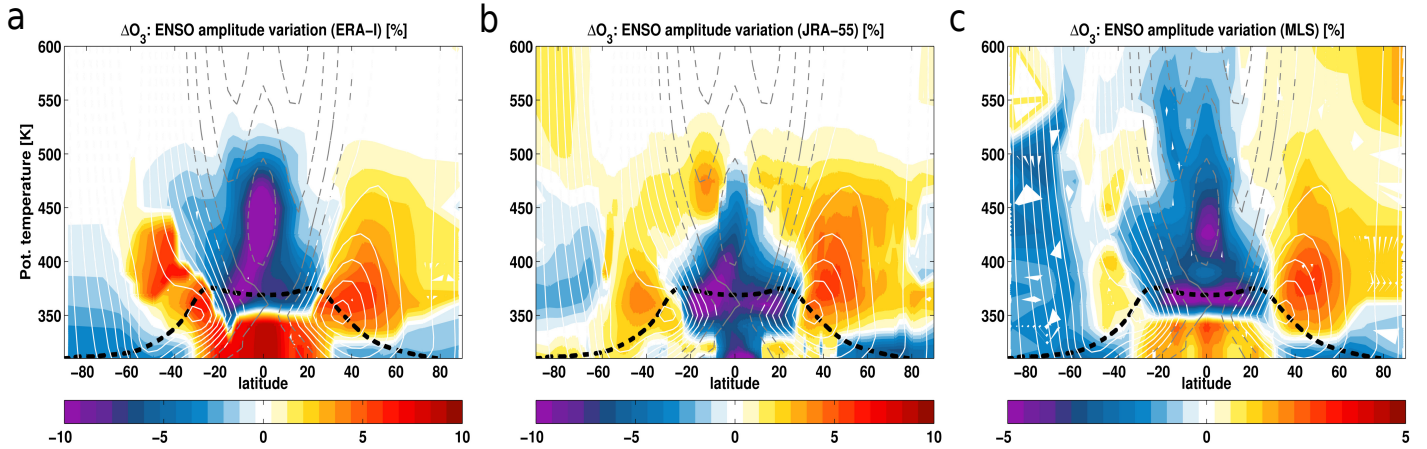 a
ΔO3: ENSO amplitude variation (ERA−I) [%]
Pot. temperature [K]
600
550
500
450
400
350
−80 −60 −40 −20 0 20 40 60 80
latitude
−10 −5 0 5 10
b
ΔO3: ENSO amplitude variation (JRA−55) [%]
600
550
500
450
400
350
−80 −60 −40 −20 0 20 40 60 80
latitude
−10 −5 0 5 10
c
ΔO3: ENSO amplitude variation (MLS) [%]
600
550
500
450
400
350
−80 −60 −40 −20 0 20 40 60 80
latitude
−5 0 5